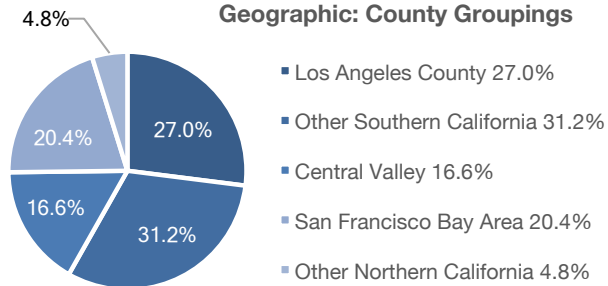 Geographic: County Groupings
4.8%
27.0%
20.4%
16.6%
31.2%
Los Angeles County 27.0%
Other Southern California 31.2%
Central Valley 16.6%
San Francisco Bay Area 20.4%
Other Northern California 4.8%